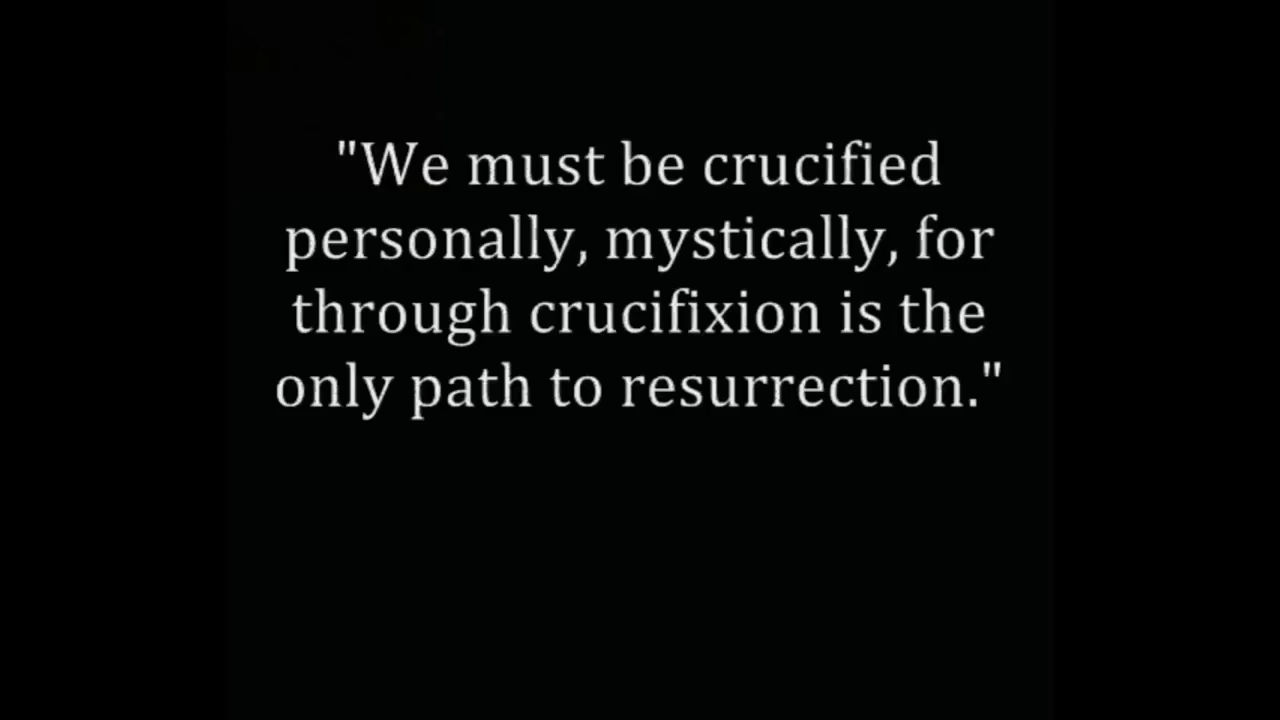 "We must be crucified
personally, mystically, for
through crucifixion is the
only path to resurrection."